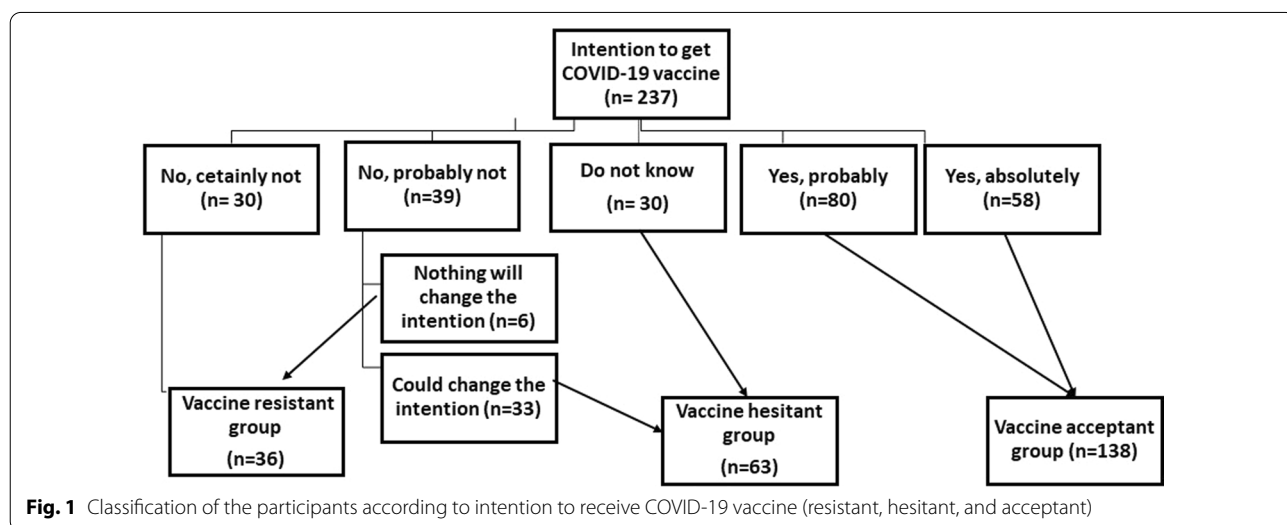 Intention to get
COVID-19 vaccine
(n= 237)
No, cetainly not
(n= 30)
No, probably not
(n=39)
Do not know
(n= 30)
Yes, probably
(n=80)
Yes, absolutely
(n=58)
Nothing will
change the
intention (n=6)
Could change the
intention (n=33)
Vaccine resistant
group
(n=36)
Vaccine hesitant
group
(n=63)
Vaccine acceptant
group (n=138)
Fig. 1 Classification of the participants according to intention to receive COVID-19 vaccine (resistant, hesitant, and acceptant)